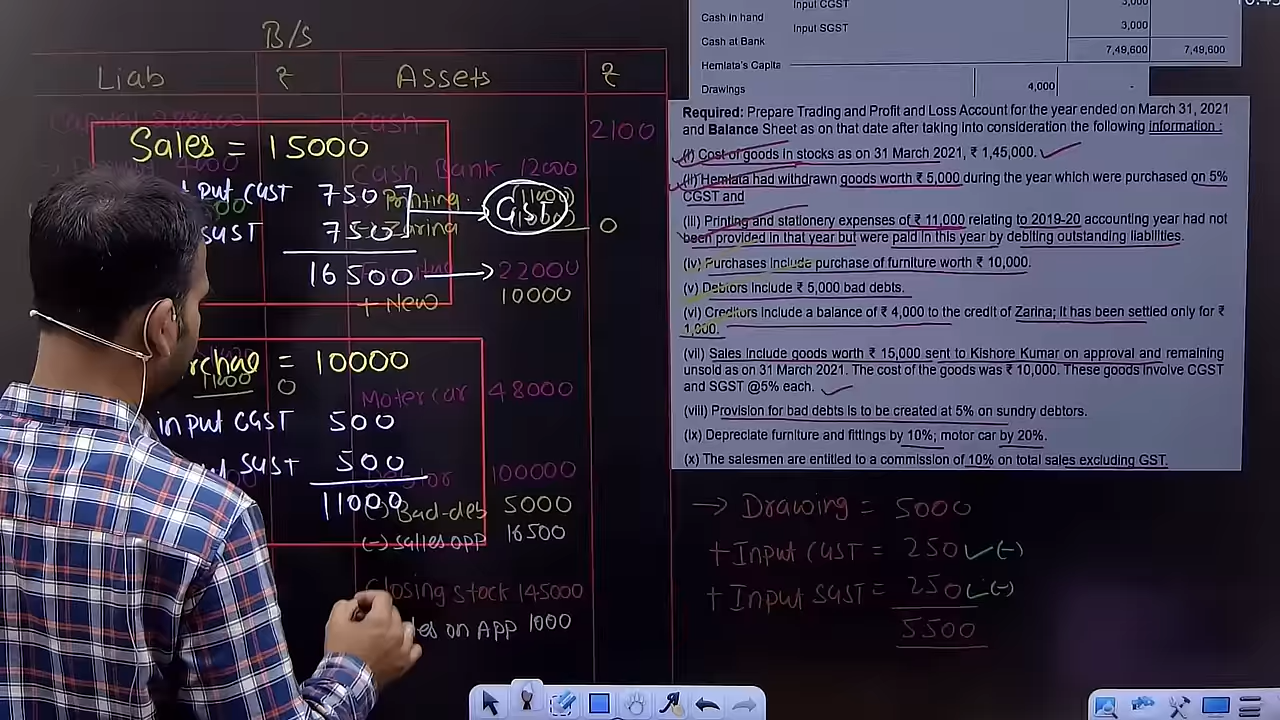 B/S
Liab ₹ Assets ₹
Cash 2100
Sales = 15000
Cash Bank 12000
CGST 750
Printing (11000)
GST
Zarina 0
SGST 750
16500
22000
+ New 10000
= 10000
11000 0
Motercar 48000
input CGST 500
SGST 500
Debtor 100000
11000
(-) Bad-deb 5000
(-) Salles app 16500
Closing stock 145000
on App 1000
Input CGST 3,000
Cash in hand
Input SGST 3,000
Cash at Bank
7,49,600 7,49,600
Hemlata's Capita
Drawings 4,000 -
Required: Prepare Trading and Profit and Loss Account for the year ended on March 31, 2021
and Balance Sheet as on that date after taking into consideration the following information :
(i) Cost of goods in stocks as on 31 March 2021, ₹ 1,45,000.
(ii) Hemlata had withdrawn goods worth ₹ 5,000 during the year which were purchased on 5%
CGST and
(iii) Printing and stationery expenses of ₹ 11,000 relating to 2019-20 accounting year had not
been provided in that year but were paid in this year by debiting outstanding liabilities.
(iv) Purchases include purchase of furniture worth ₹ 10,000.
(v) Debtors include ₹ 5,000 bad debts.
(vi) Creditors include a balance of ₹ 4,000 to the credit of Zarina; it has been settled only for ₹
1,000.
(vii) Sales include goods worth ₹ 15,000 sent to Kishore Kumar on approval and remaining
unsold as on 31 March 2021. The cost of the goods was ₹ 10,000. These goods involve CGST
and SGST @5% each.
(viii) Provision for bad debts is to be created at 5% on sundry debtors.
(ix) Depreciate furniture and fittings by 10%; motor car by 20%.
(x) The salesmen are entitled to a commission of 10% on total sales excluding GST.
→ Drawing = 5000
+ Input CGST = 250 ✓ (-)
+ Input SGST = 250 ✓ (-)
5500